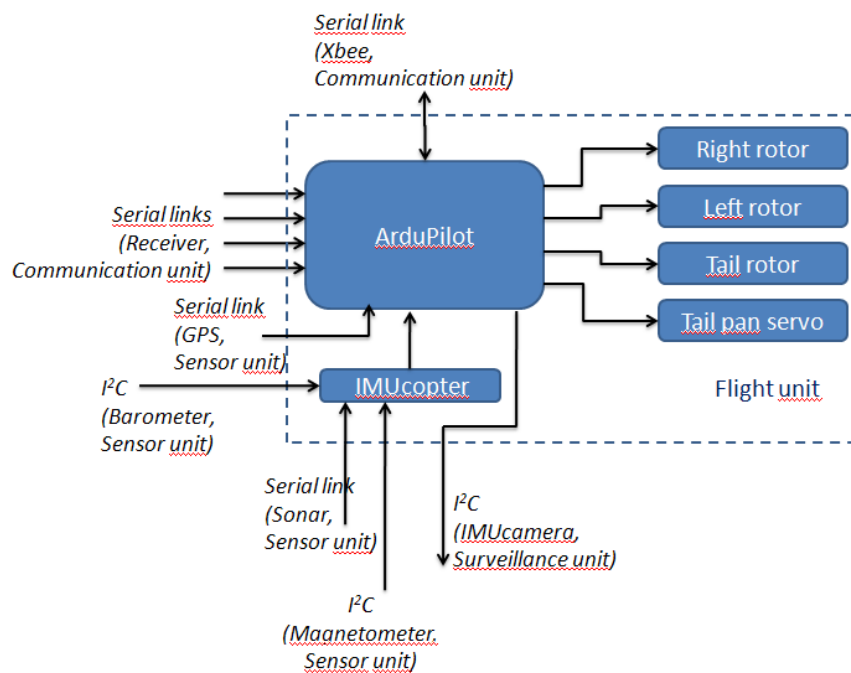 Serial link
(Xbee,
Communication unit)
Right rotor
Left rotor
Tail rotor
Tail pan servo
ArduPilot
Serial links
(Receiver,
Communication unit)
Serial link
(GPS,
Sensor unit)
IMUcopter
Flight unit
I²C
(Barometer,
Sensor unit)
Serial link
(Sonar,
Sensor unit)
I²C
(IMUcamera,
Surveillance unit)
I²C
(Magnetometer.
Sensor unit)